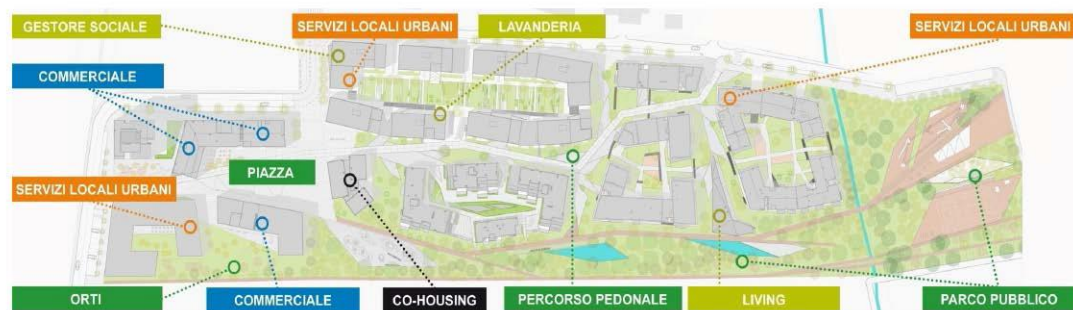 GESTORE SOCIALE
SERVIZI LOCALI URBANI
LAVANDERIA
SERVIZI LOCALI URBANI
COMMERCIALE
PIAZZA
SERVIZI LOCALI URBANI
ORTI
COMMERCIALE
CO-HOUSING
PERCORSO PEDONALE
LIVING
PARCO PUBBLICO